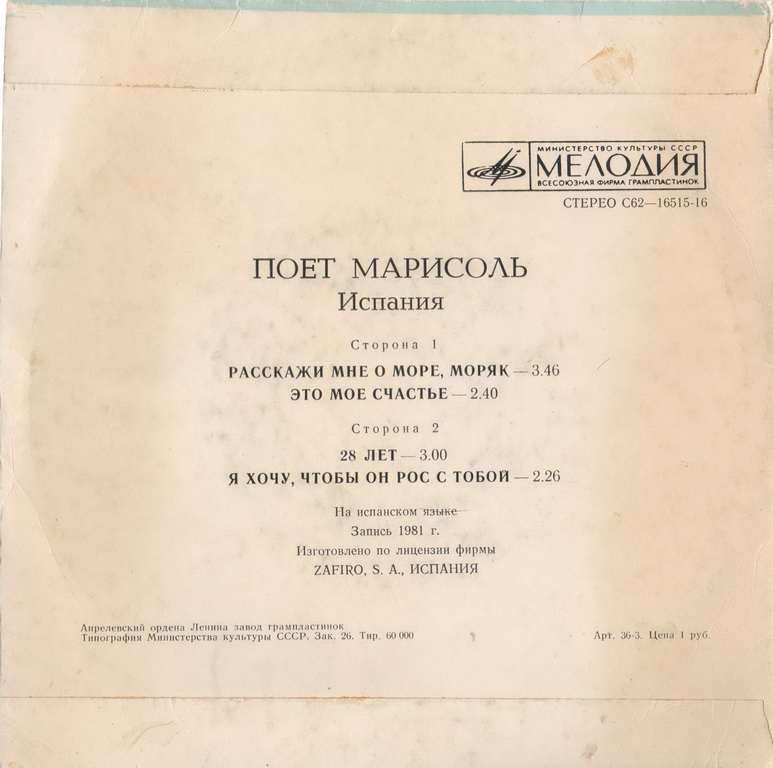 МИНИСТЕРСТВО КУЛЬТУРЫ СССР
МЕЛОДИЯ
ВСЕСОЮЗНАЯ ФИРМА ГРАМПЛАСТИНОК
СТЕРЕО С62—16515-16
ПОЕТ МАРИСОЛЬ
Испания
Сторона 1
РАССКАЖИ МНЕ О МОРЕ, МОРЯК — 3.46
ЭТО МОЕ СЧАСТЬЕ — 2.40
Сторона 2
28 ЛЕТ — 3.00
Я ХОЧУ, ЧТОБЫ ОН РОС С ТОБОЙ — 2.26
На испанском языке
Запись 1981 г.
Изготовлено по лицензии фирмы
ZAFIRO, S. A., ИСПАНИЯ
Апрелевский ордена Ленина завод грампластинок
Типография Министерства культуры СССР. Зак. 26. Тир. 60 000
Арт. 36-3. Цена 1 руб.